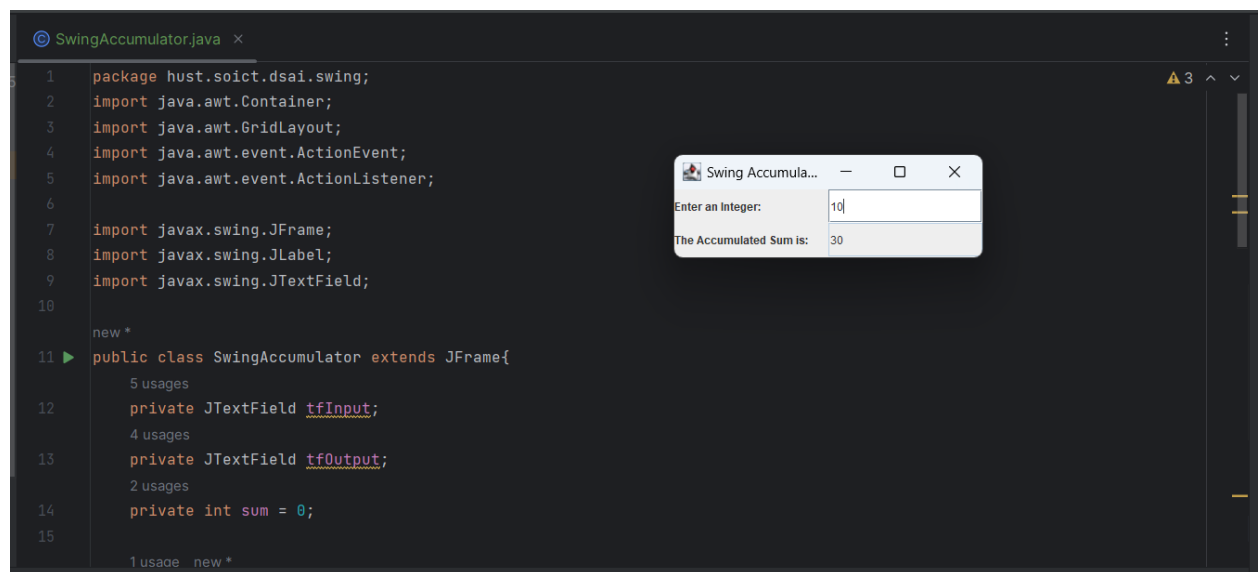 SwingAccumulator.java ×
3
1 package hust.soict.dsai.swing;
2 import java.awt.Container;
3 import java.awt.GridLayout;
4 import java.awt.event.ActionEvent;
5 import java.awt.event.ActionListener;
6
7 import javax.swing.JFrame;
8 import javax.swing.JLabel;
9 import javax.swing.JTextField;
10
new *
11 public class SwingAccumulator extends JFrame{
5 usages
12 private JTextField tfInput;
4 usages
13 private JTextField tfOutput;
2 usages
14 private int sum = 0;
15
1 usage new *
Swing Accumula...
Enter an Integer: 10
The Accumulated Sum is: 30